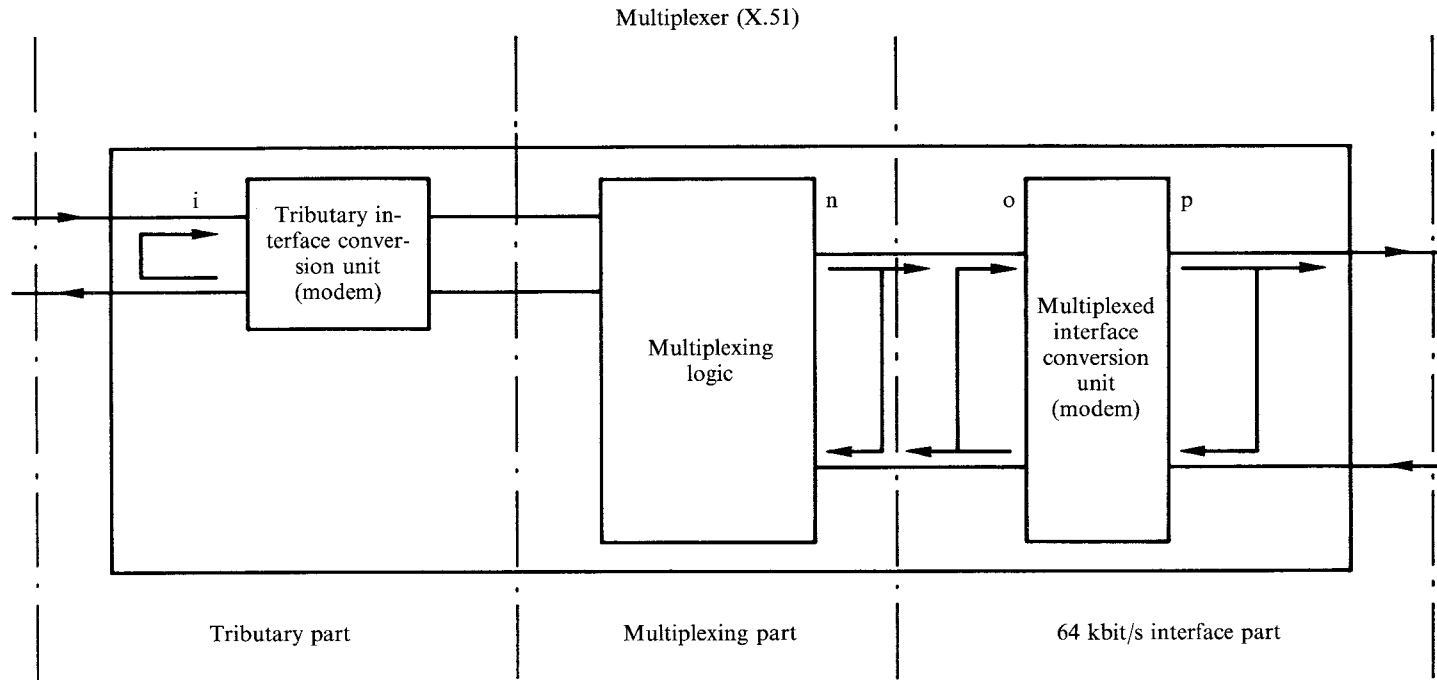 Multiplexer (X.51)
i
Tributary in-
terface conver-
sion unit
(modem)
Multiplexing
logic
n
o
Multiplexed
interface
conversion
unit
(modem)
p
Tributary part
Multiplexing part
64 kbit/s interface part